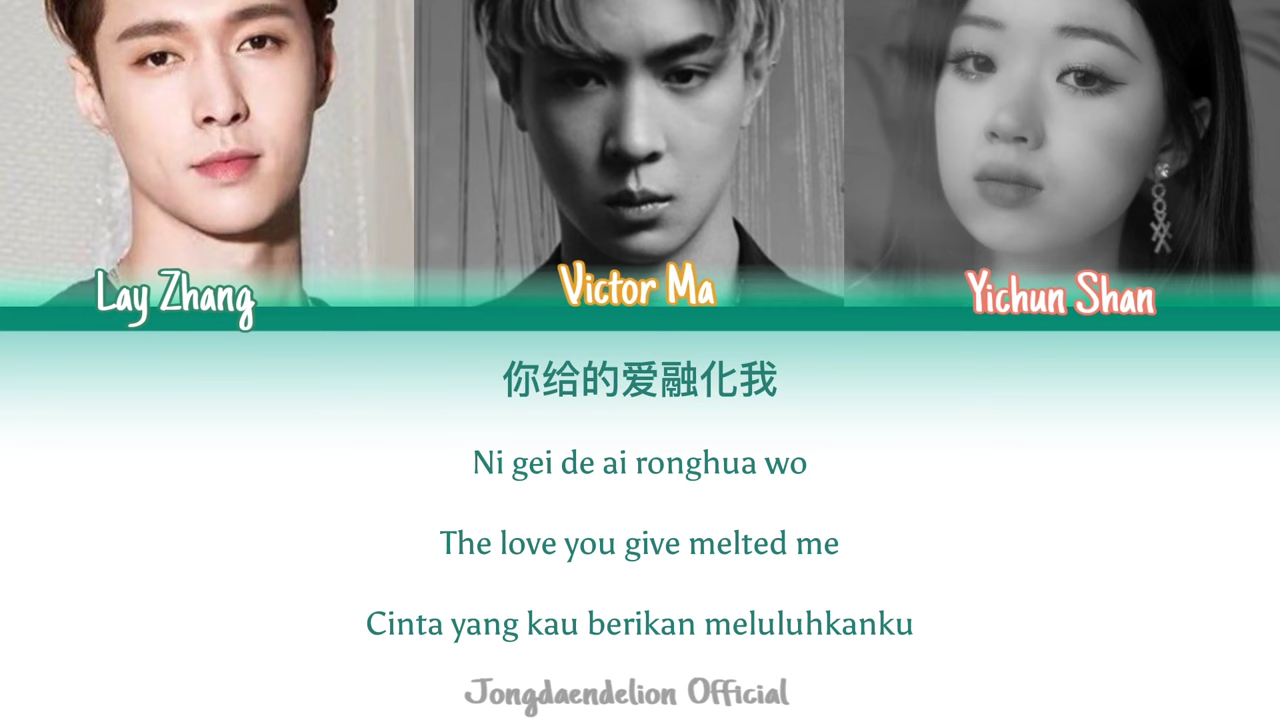 Lay Zhang
Victor Ma
Yichun Shan
你给的爱融化我
Ni gei de ai ronghua wo
The love you give melted me
Cinta yang kau berikan meluluhkanku
Jongdaendelion Official